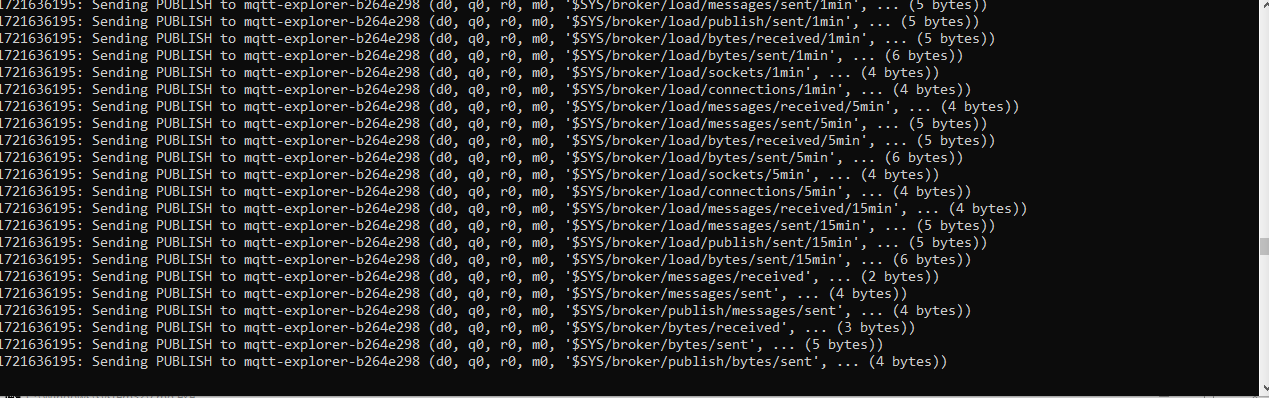 1721636195: Sending PUBLISH to mqtt-explorer-b264e298 (d0, q0, r0, m0, '$SYS/broker/load/messages/sent/1min', ... (5 bytes))
1721636195: Sending PUBLISH to mqtt-explorer-b264e298 (d0, q0, r0, m0, '$SYS/broker/load/publish/sent/1min', ... (5 bytes))
1721636195: Sending PUBLISH to mqtt-explorer-b264e298 (d0, q0, r0, m0, '$SYS/broker/load/bytes/received/1min', ... (5 bytes))
1721636195: Sending PUBLISH to mqtt-explorer-b264e298 (d0, q0, r0, m0, '$SYS/broker/load/bytes/sent/1min', ... (6 bytes))
1721636195: Sending PUBLISH to mqtt-explorer-b264e298 (d0, q0, r0, m0, '$SYS/broker/load/sockets/1min', ... (4 bytes))
1721636195: Sending PUBLISH to mqtt-explorer-b264e298 (d0, q0, r0, m0, '$SYS/broker/load/connections/1min', ... (4 bytes))
1721636195: Sending PUBLISH to mqtt-explorer-b264e298 (d0, q0, r0, m0, '$SYS/broker/load/messages/received/5min', ... (4 bytes))
1721636195: Sending PUBLISH to mqtt-explorer-b264e298 (d0, q0, r0, m0, '$SYS/broker/load/messages/sent/5min', ... (5 bytes))
1721636195: Sending PUBLISH to mqtt-explorer-b264e298 (d0, q0, r0, m0, '$SYS/broker/load/bytes/received/5min', ... (5 bytes))
1721636195: Sending PUBLISH to mqtt-explorer-b264e298 (d0, q0, r0, m0, '$SYS/broker/load/bytes/sent/5min', ... (6 bytes))
1721636195: Sending PUBLISH to mqtt-explorer-b264e298 (d0, q0, r0, m0, '$SYS/broker/load/sockets/5min', ... (4 bytes))
1721636195: Sending PUBLISH to mqtt-explorer-b264e298 (d0, q0, r0, m0, '$SYS/broker/load/connections/5min', ... (4 bytes))
1721636195: Sending PUBLISH to mqtt-explorer-b264e298 (d0, q0, r0, m0, '$SYS/broker/load/messages/received/15min', ... (4 bytes))
1721636195: Sending PUBLISH to mqtt-explorer-b264e298 (d0, q0, r0, m0, '$SYS/broker/load/messages/sent/15min', ... (5 bytes))
1721636195: Sending PUBLISH to mqtt-explorer-b264e298 (d0, q0, r0, m0, '$SYS/broker/load/publish/sent/15min', ... (5 bytes))
1721636195: Sending PUBLISH to mqtt-explorer-b264e298 (d0, q0, r0, m0, '$SYS/broker/load/bytes/sent/15min', ... (6 bytes))
1721636195: Sending PUBLISH to mqtt-explorer-b264e298 (d0, q0, r0, m0, '$SYS/broker/messages/received', ... (2 bytes))
1721636195: Sending PUBLISH to mqtt-explorer-b264e298 (d0, q0, r0, m0, '$SYS/broker/messages/sent', ... (4 bytes))
1721636195: Sending PUBLISH to mqtt-explorer-b264e298 (d0, q0, r0, m0, '$SYS/broker/publish/messages/sent', ... (4 bytes))
1721636195: Sending PUBLISH to mqtt-explorer-b264e298 (d0, q0, r0, m0, '$SYS/broker/bytes/received', ... (3 bytes))
1721636195: Sending PUBLISH to mqtt-explorer-b264e298 (d0, q0, r0, m0, '$SYS/broker/bytes/sent', ... (5 bytes))
1721636195: Sending PUBLISH to mqtt-explorer-b264e298 (d0, q0, r0, m0, '$SYS/broker/publish/bytes/sent', ... (4 bytes))